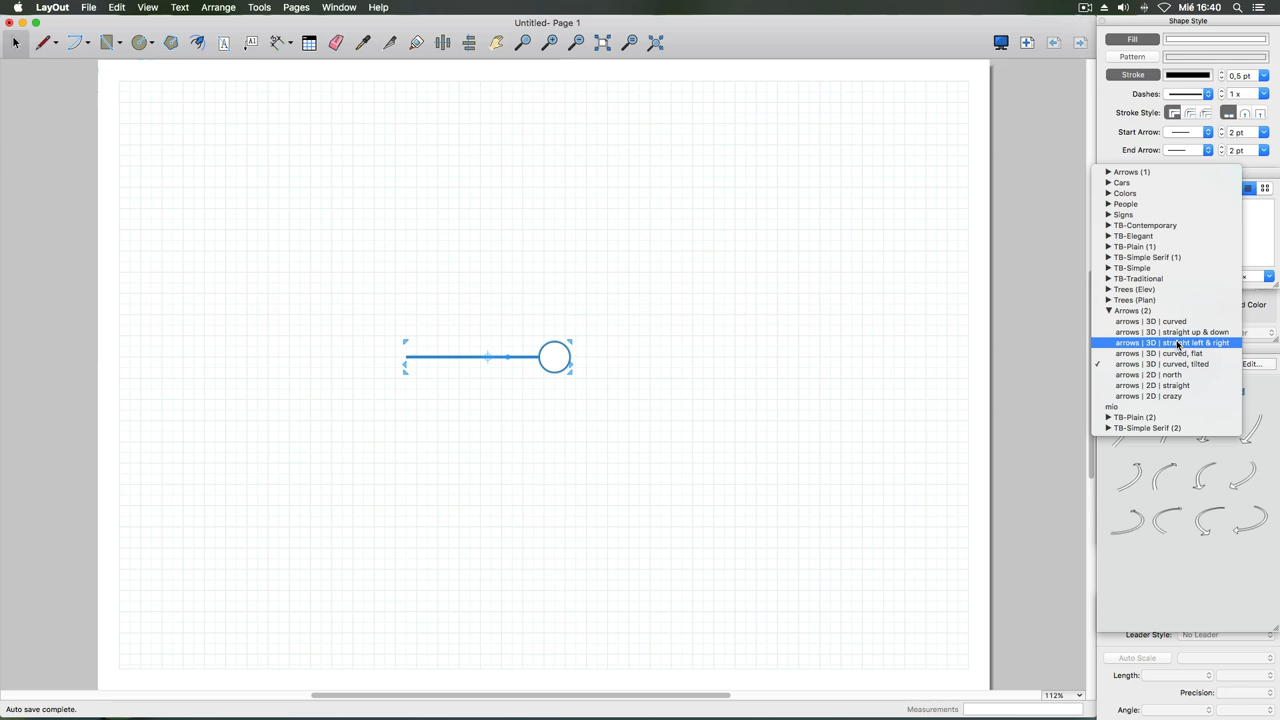 LayOut File Edit View Text Arrange Tools Pages Window Help Mié 16:40
Untitled- Page 1
Shape Style
Fill
Pattern
Stroke 0,5 pt
Dashes: 1 x
Stroke Style:
Start Arrow: 2 pt
End Arrow: 2 pt
Arrows (1)
Cars
Colors
People
Signs
TB-Contemporary
TB-Elegant
TB-Plain (1)
TB-Simple Serif (1)
TB-Simple
TB-Traditional
Trees (Elev)
Trees (Plan)
Arrows (2)
arrows | 3D | curved
arrows | 3D | straight up & down
arrows | 3D | straight left & right
arrows | 3D | curved, flat
arrows | 3D | curved, tilted
arrows | 2D | north
arrows | 2D | straight
arrows | 2D | crazy
mio
TB-Plain (2)
TB-Simple Serif (2)
d Color
Edit...
Leader Style: No Leader
Auto Scale
Length:
Precision:
Angle:
112%
Auto save complete.
Measurements